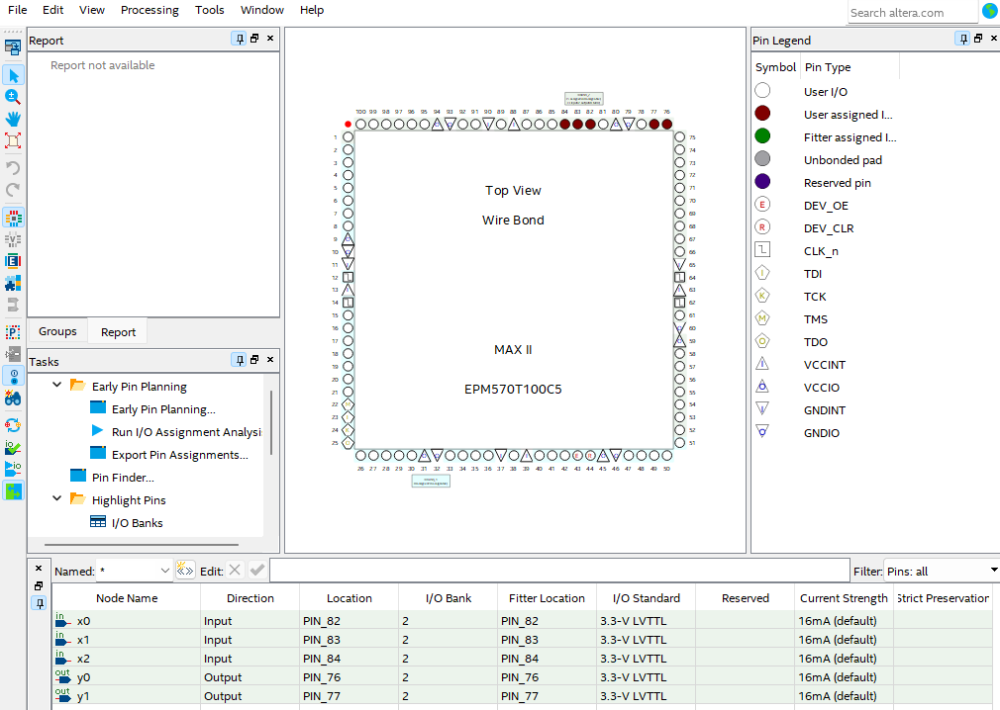 File Edit View Processing Tools Window Help
Search altera.com
Report
Report not available
Groups Report
Tasks
Early Pin Planning
Early Pin Planning...
Run I/O Assignment Analysi
Export Pin Assignments...
Pin Finder...
Highlight Pins
I/O Banks
100 99 98 97 96 95 94 93 92 91 90 89 88 87 86 85 84 83 82 81 80 79 78 77 76
1
2
3
4
5
6
7
8
9
10
11
12
13
14
15
16
17
18
19
20
21
22
23
24
25
Top View
Wire Bond
MAX II
EPM570T100C5
75
74
73
72
71
70
69
68
67
66
65
64
63
62
61
60
59
58
57
56
55
54
53
52
51
26 27 28 29 30 31 32 33 34 35 36 37 38 39 40 41 42 43 44 45 46 47 48 49 50
Pin Legend
Symbol Pin Type
User I/O
User assigned I...
Fitter assigned I...
Unbonded pad
Reserved pin
E DEV_OE
R DEV_CLR
CLK_n
I TDI
K TCK
M TMS
O TDO
I VCCINT
O VCCIO
I GNDINT
O GNDIO
Named: * Edit: Filter: Pins: all
Node Name Direction Location I/O Bank Fitter Location I/O Standard Reserved Current Strength Strict Preservation
in x0 Input PIN_82 2 PIN_82 3.3-V LVTTL 16mA (default)
in x1 Input PIN_83 2 PIN_83 3.3-V LVTTL 16mA (default)
in x2 Input PIN_84 2 PIN_84 3.3-V LVTTL 16mA (default)
out y0 Output PIN_76 2 PIN_76 3.3-V LVTTL 16mA (default)
out y1 Output PIN_77 2 PIN_77 3.3-V LVTTL 16mA (default)